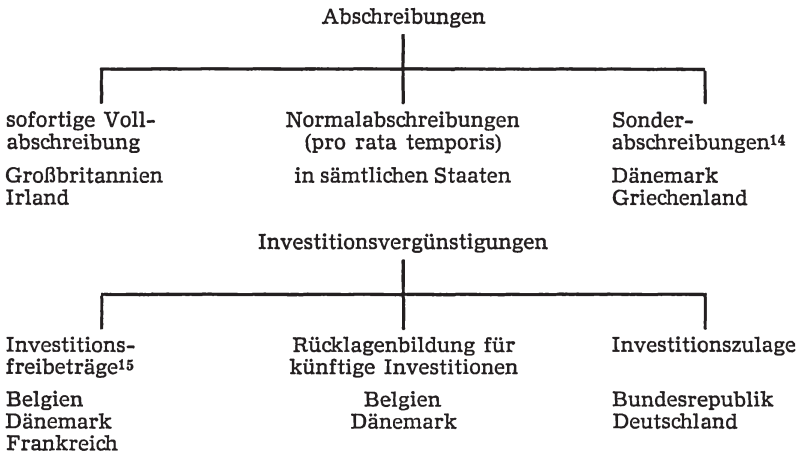 Abschreibungen
sofortige Voll-
abschreibung
Großbritannien
Irland
Normalabschreibungen
(pro rata temporis)
in sämtlichen Staaten
Sonder-
abschreibungen¹⁴
Dänemark
Griechenland
Investitionsvergünstigungen
Investitions-
freibeträge¹⁵
Belgien
Dänemark
Frankreich
Rücklagenbildung für
künftige Investitionen
Belgien
Dänemark
Investitionszulage
Bundesrepublik
Deutschland